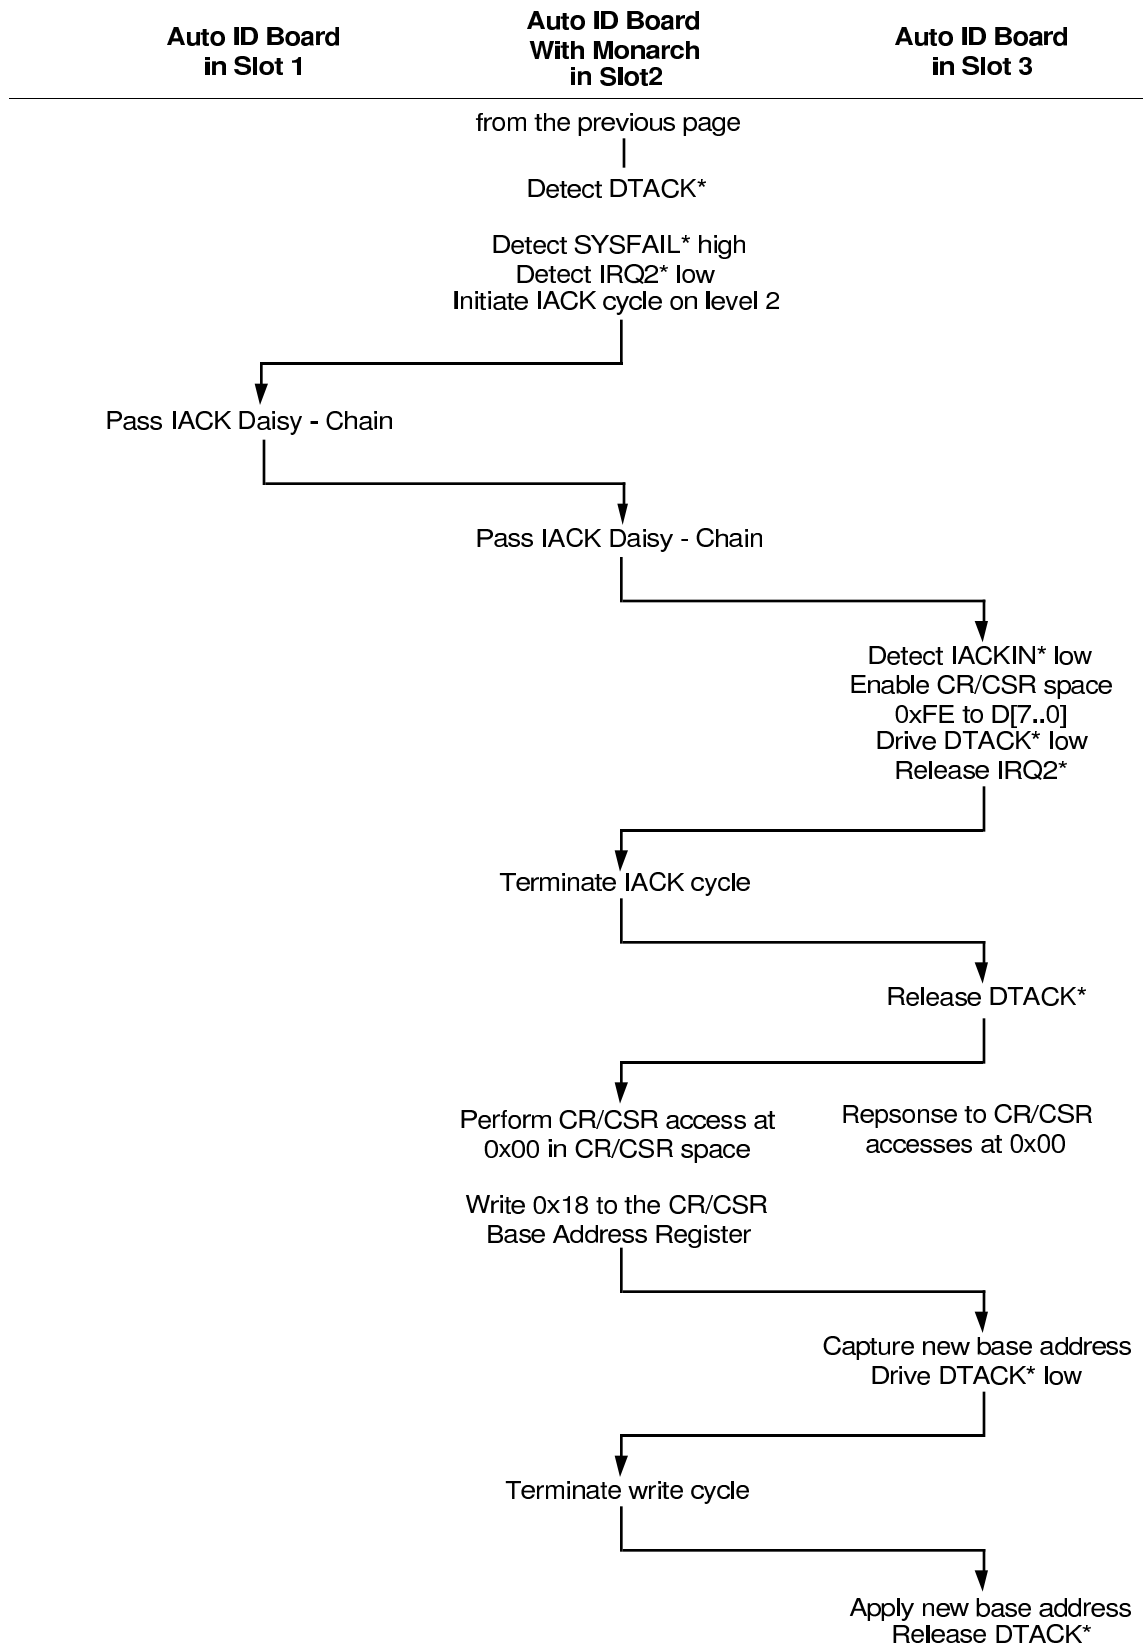 Auto ID Board
in Slot 1
Auto ID Board
With Monarch
in Slot2
Auto ID Board
in Slot 3
from the previous page
Detect DTACK*
Detect SYSFAIL* high
Detect IRQ2* low
Initiate IACK cycle on level 2
Pass IACK Daisy - Chain
Pass IACK Daisy - Chain
Detect IACKIN* low
Enable CR/CSR space
0xFE to D[7..0]
Drive DTACK* low
Release IRQ2*
Terminate IACK cycle
Release DTACK*
Perform CR/CSR access at
0x00 in CR/CSR space
Repsonse to CR/CSR
accesses at 0x00
Write 0x18 to the CR/CSR
Base Address Register
Capture new base address
Drive DTACK* low
Terminate write cycle
Apply new base address
Release DTACK*